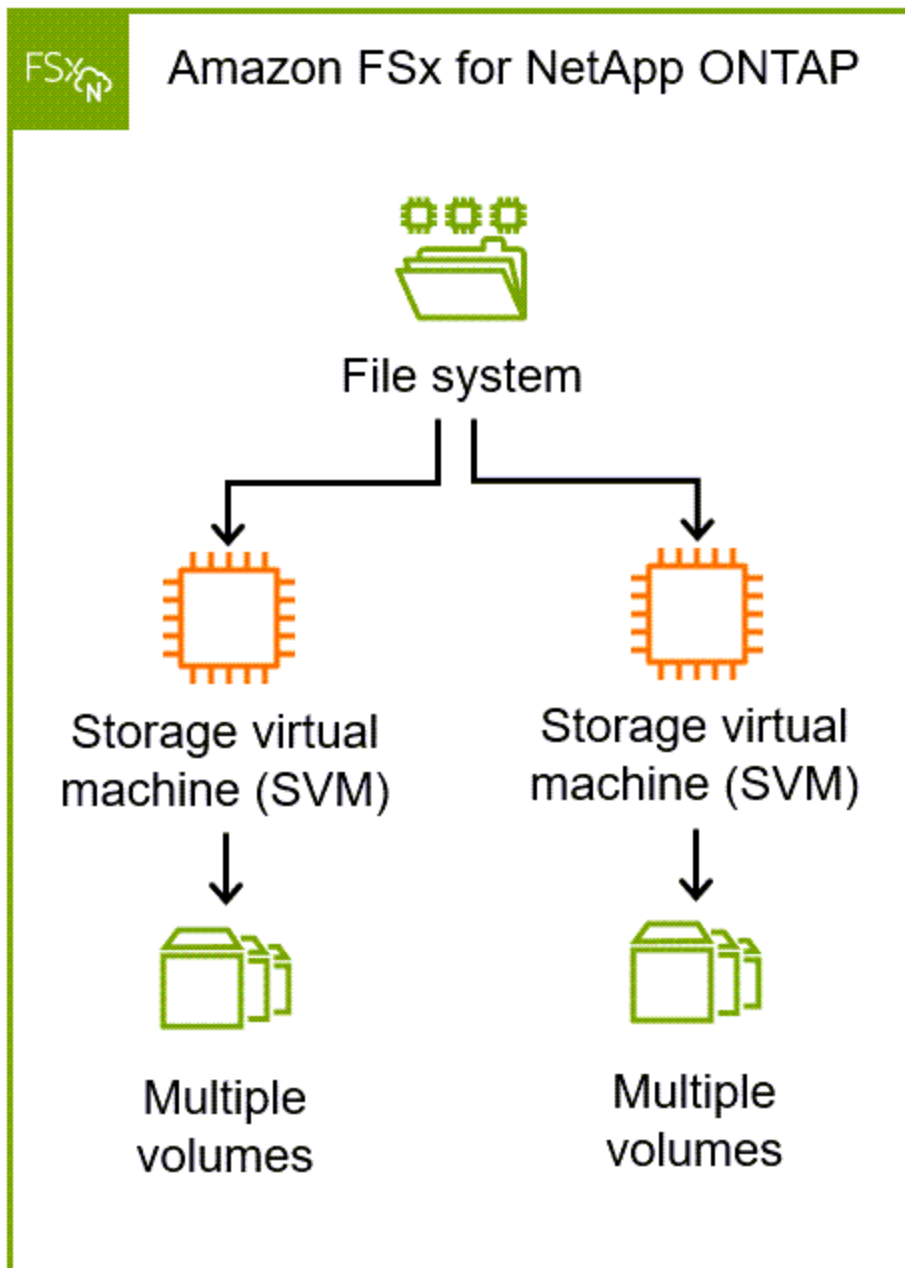 FSx
N
Amazon FSx for NetApp ONTAP
File system
Storage virtual
machine (SVM)
Storage virtual
machine (SVM)
Multiple
volumes
Multiple
volumes